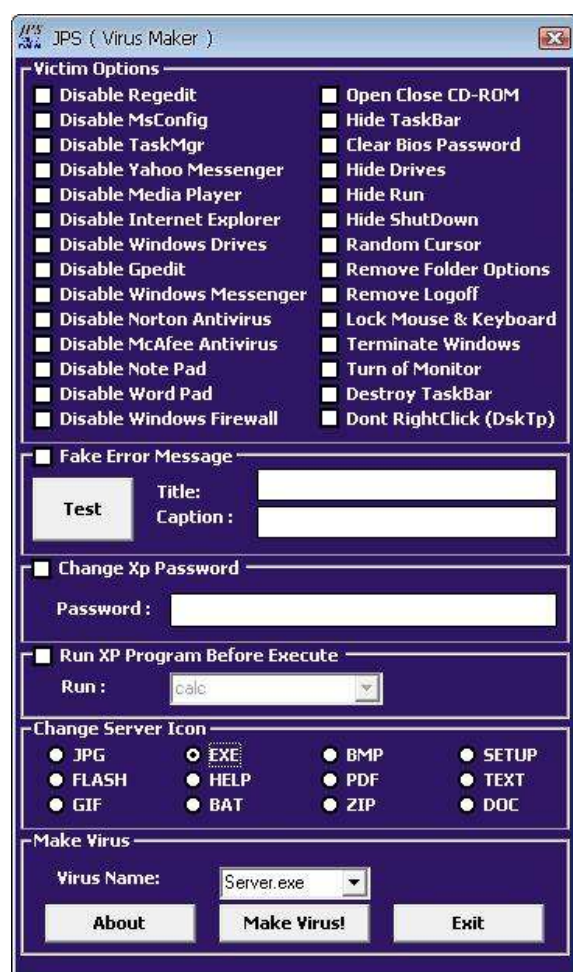 JPS ( Virus Maker )
Victim Options
Disable Regedit
Disable MsConfig
Disable TaskMgr
Disable Yahoo Messenger
Disable Media Player
Disable Internet Explorer
Disable Windows Drives
Disable Gpedit
Disable Windows Messenger
Disable Norton Antivirus
Disable McAfee Antivirus
Disable Note Pad
Disable Word Pad
Disable Windows Firewall
Open Close CD-ROM
Hide TaskBar
Clear Bios Password
Hide Drives
Hide Run
Hide ShutDown
Random Cursor
Remove Folder Options
Remove Logoff
Lock Mouse & Keyboard
Terminate Windows
Turn of Monitor
Destroy TaskBar
Dont RightClick (DskTp)
Fake Error Message
Test
Title:
Caption :
Change Xp Password
Password :
Run XP Program Before Execute
Run : calc
Change Server Icon
JPG EXE BMP SETUP
FLASH HELP PDF TEXT
GIF BAT ZIP DOC
Make Virus
Virus Name: Server.exe
About Make Virus! Exit